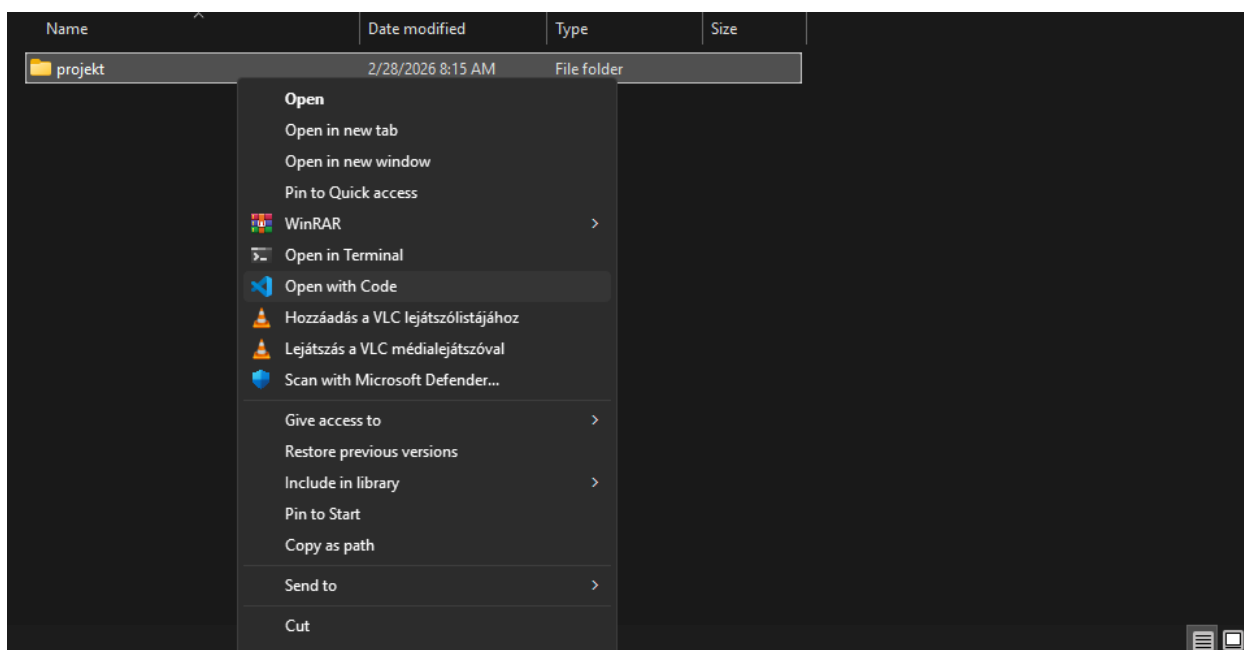 Name Date modified Type Size
projekt 2/28/2026 8:15 AM File folder
Open
Open in new tab
Open in new window
Pin to Quick access
WinRAR
Open in Terminal
Open with Code
Hozzáadás a VLC lejátszólistájához
Lejátszás a VLC médialejátszóval
Scan with Microsoft Defender...
Give access to
Restore previous versions
Include in library
Pin to Start
Copy as path
Send to
Cut